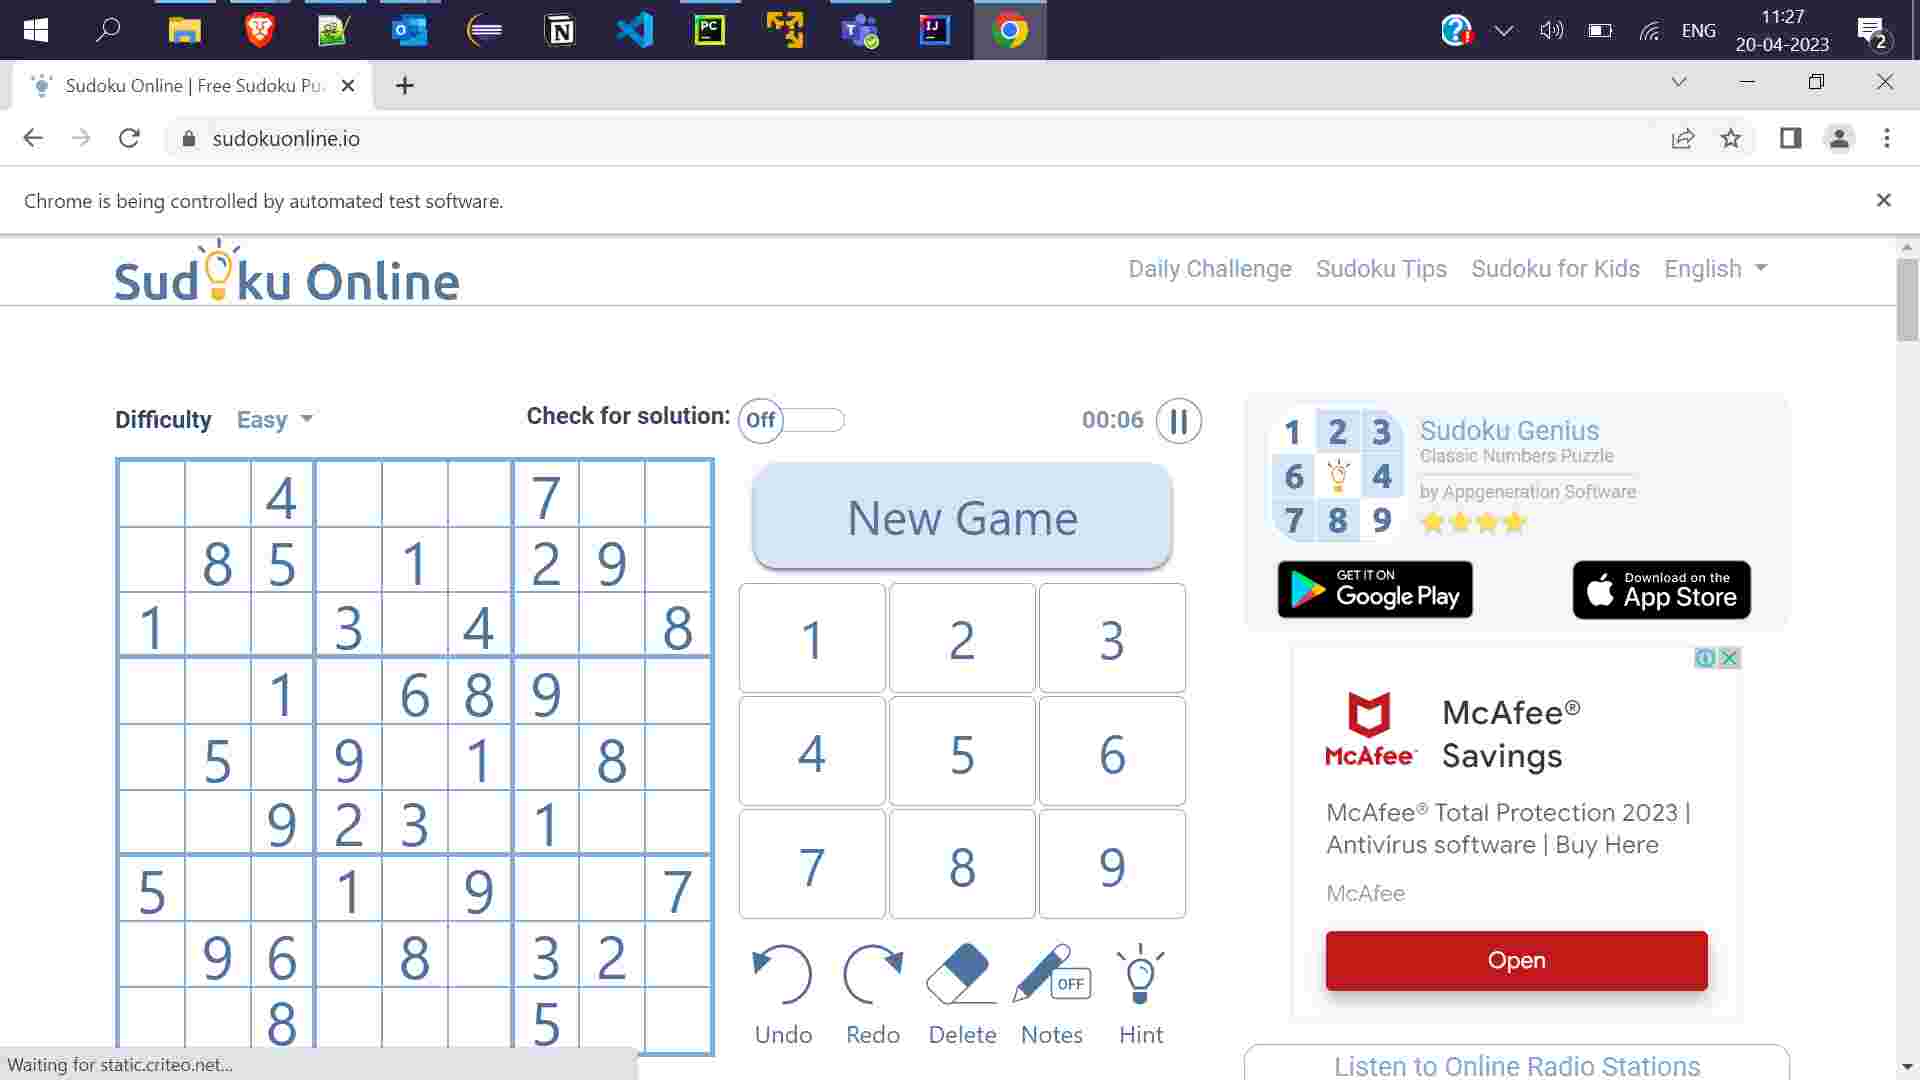 ENG
11:27
20-04-2023
2
Sudoku Online | Free Sudoku Pu
sudokuonline.io
Chrome is being controlled by automated test software.
Sudoku Online
Daily Challenge Sudoku Tips Sudoku for Kids English
Difficulty Easy Check for solution: Off 00:06
4 7
8 5 1 2 9
1 3 4 8
1 6 8 9
5 9 1 8
9 2 3 1
5 1 9 7
9 6 8 3 2
8 5
New Game
1 2 3
4 5 6
7 8 9
OFF
Undo Redo Delete Notes Hint
1 2 3
6 4
7 8 9
Sudoku Genius
Classic Numbers Puzzle
by Appgeneration Software
GET IT ON
Google Play
Download on the
App Store
McAfee
McAfee®
Savings
McAfee® Total Protection 2023 |
Antivirus software | Buy Here
McAfee
Open
Listen to Online Radio Stations
Waiting for static.criteo.net...
PC
IJ
N
T